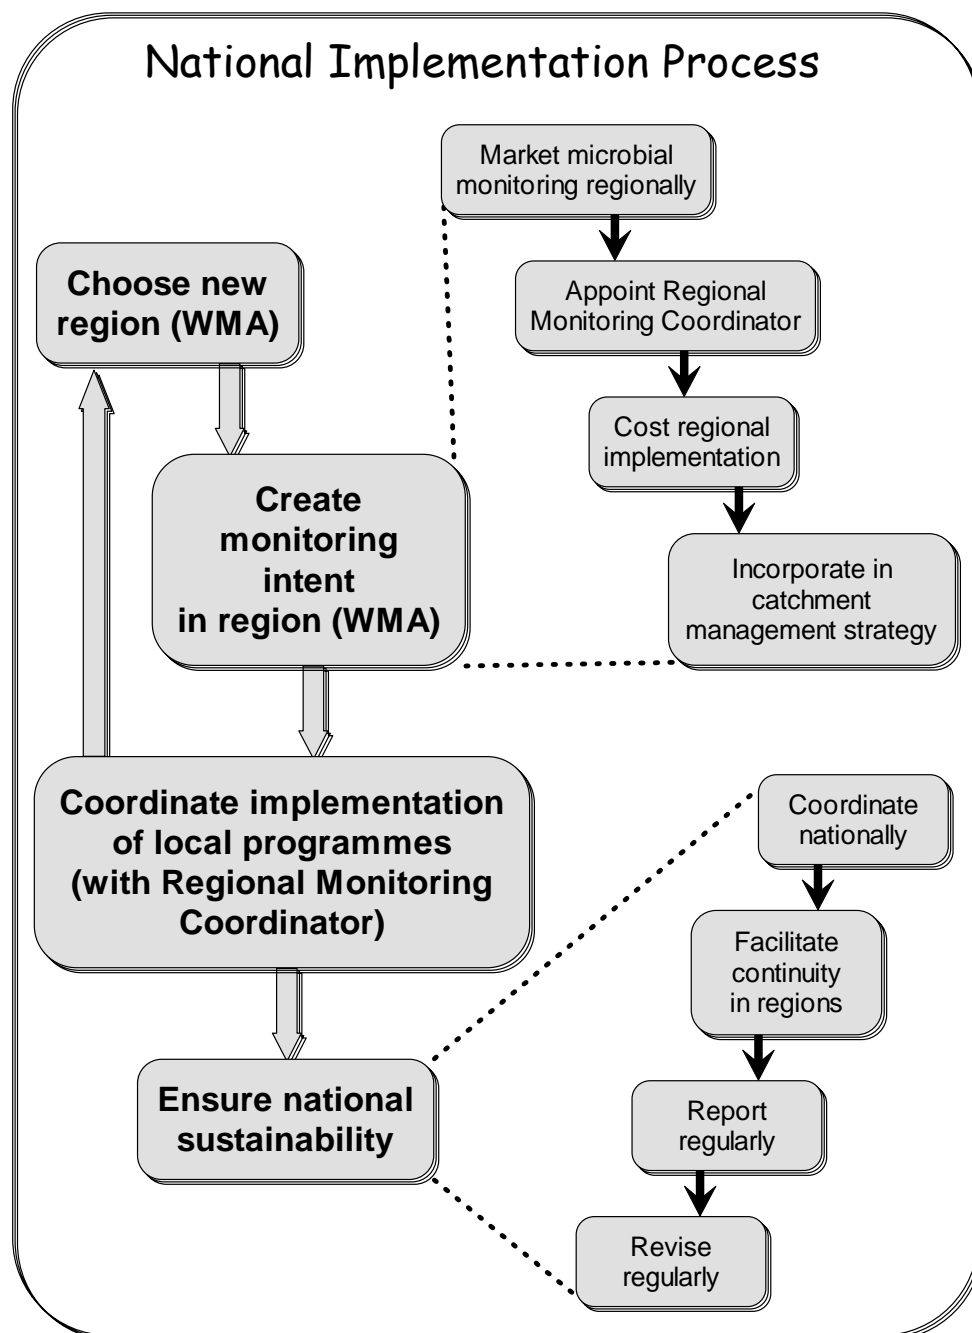 National Implementation Process
Market microbial
monitoring regionally
Choose new
region (WMA)
Appoint Regional
Monitoring Coordinator
Cost regional
implementation
Create
monitoring
intent
in region (WMA)
Incorporate in
catchment
management strategy
Coordinate implementation
of local programmes
(with Regional Monitoring
Coordinator)
Coordinate
nationally
Facilitate
continuity
in regions
Ensure national
sustainability
Report
regularly
Revise
regularly